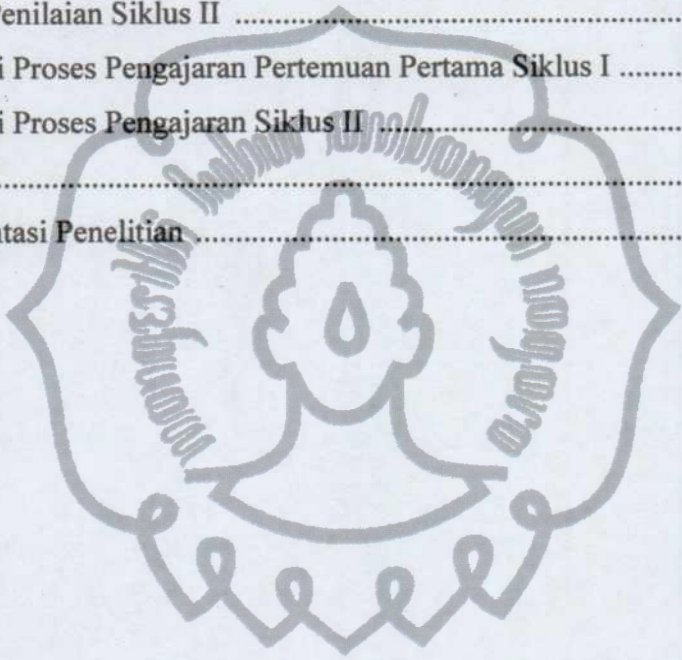 Penilaian Siklus II ................................................................
i Proses Pengajaran Pertemuan Pertama Siklus I .........
i Proses Pengajaran Siklus II ............................................
................................................................................
tasi Penelitian ................................................................